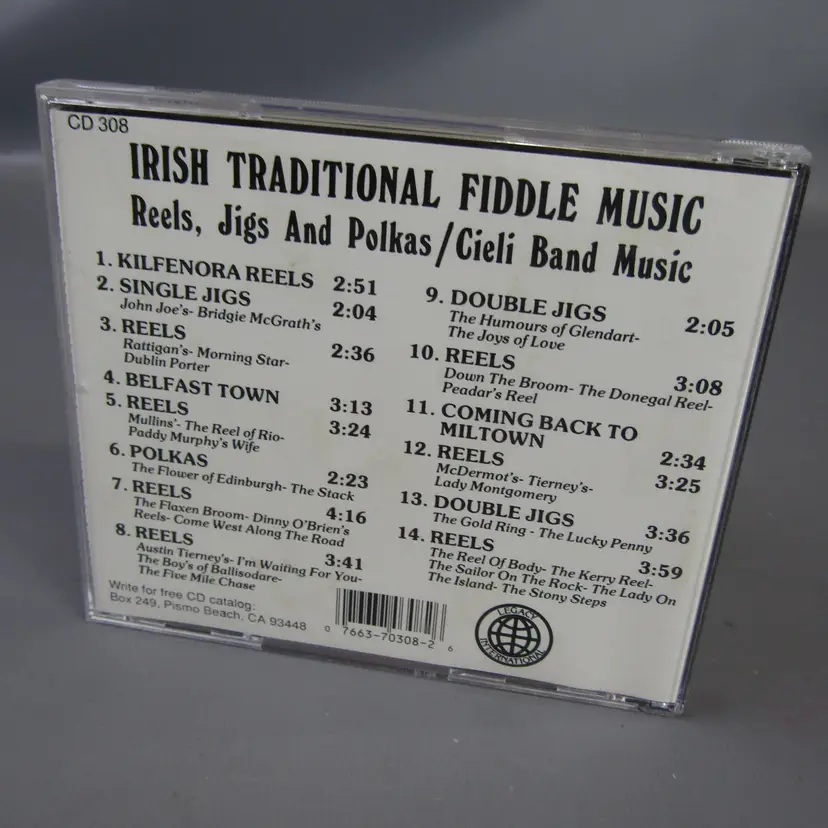 CD 308
IRISH TRADITIONAL FIDDLE MUSIC
Reels, Jigs And Polkas/Cieli Band Music
1. KILFENORA REELS 2:51
2. SINGLE JIGS 2:04
John Joe's- Bridgie McGrath's
3. REELS 2:36
Rattigan's- Morning Star-
Dublin Porter
4. BELFAST TOWN 3:13
5. REELS 3:24
Mullins'- The Reel of Rio-
Paddy Murphy's Wife
6. POLKAS 2:23
The Flower of Edinburgh- The Stack
7. REELS 4:16
The Flaxen Broom- Dinny O'Brien's
Reels- Come West Along The Road
8. REELS 3:41
Austin Tierney's- I'm Waiting For You-
The Boy's of Ballisodare-
The Five Mile Chase
9. DOUBLE JIGS 2:05
The Humours of Glendart-
The Joys of Love
10. REELS 3:08
Down The Broom- The Donegal Reel-
Peadar's Reel
11. COMING BACK TO
MILTOWN 2:34
12. REELS 3:25
McDermot's- Tierney's-
Lady Montgomery
13. DOUBLE JIGS 3:36
The Gold Ring - The Lucky Penny
14. REELS 3:59
The Reel Of Body- The Kerry Reel-
The Sailor On The Rock- The Lady On
The Island- The Stony Steps
Write for free CD catalog:
Box 249, Pismo Beach, CA 93448
0 7663-70308-2 6
LEGACY
INTERNATIONAL